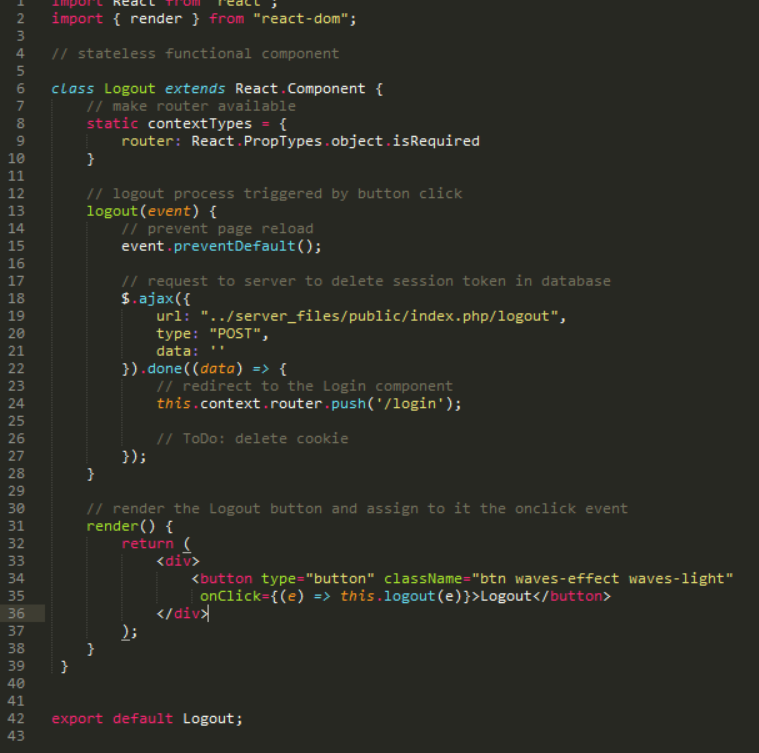 1 import React from "react";
2 import { render } from "react-dom";
3
4 // stateless functional component
5
6 class Logout extends React.Component {
7     // make router available
8     static contextTypes = {
9         router: React.PropTypes.object.isRequired
10     }
11
12     // logout process triggered by button click
13     logout(event) {
14         // prevent page reload
15         event.preventDefault();
16
17         // request to server to delete session token in database
18         $.ajax({
19             url: "../server_files/public/index.php/logout",
20             type: "POST",
21             data: ''
22         }).done((data) => {
23             // redirect to the Login component
24             this.context.router.push('/login');
25
26             // ToDo: delete cookie
27         });
28     }
29
30     // render the Logout button and assign to it the onclick event
31     render() {
32         return (
33             <div>
34                 <button type="button" className="btn waves-effect waves-light"
35                  onClick={(e) => this.logout(e)}>Logout</button>
36             </div>
37         );
38     }
39  }
40
41
42 export default Logout;
43